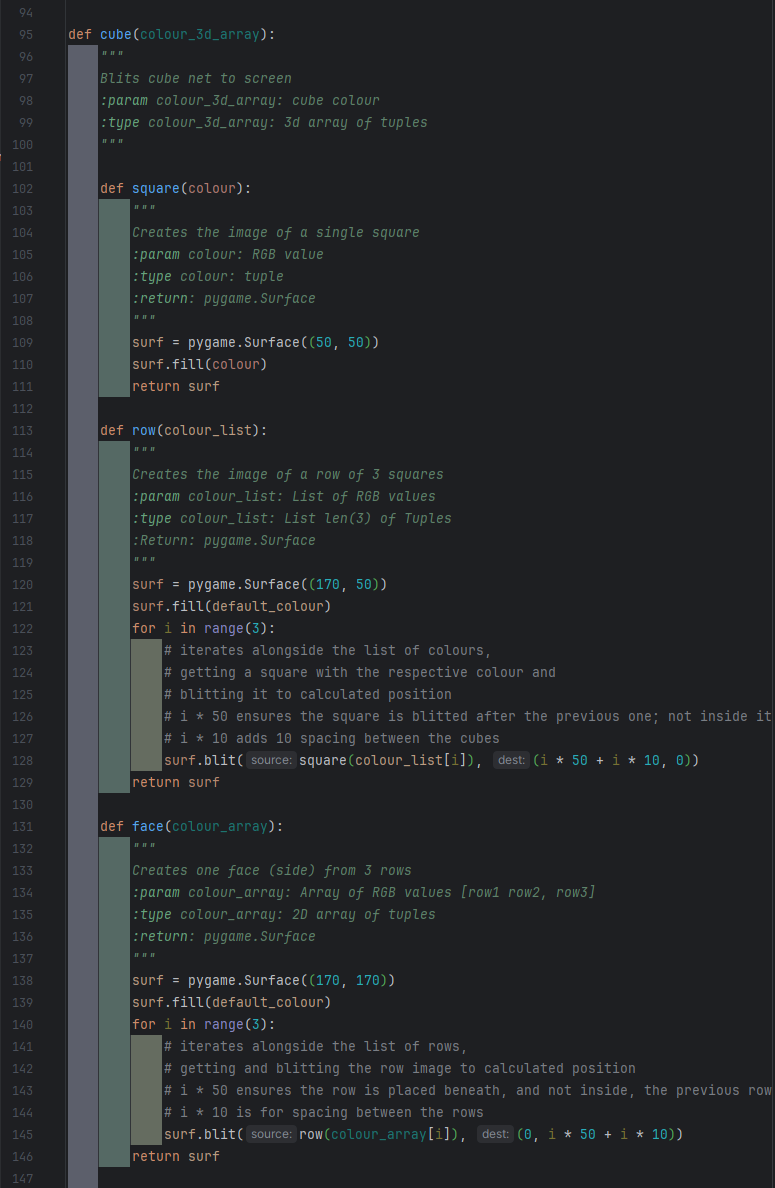 94
95 def cube(colour_3d_array):
96 """
97 Blits cube net to screen
98 :param colour_3d_array: cube colour
99 :type colour_3d_array: 3d array of tuples
100 """
101
102 def square(colour):
103 """
104 Creates the image of a single square
105 :param colour: RGB value
106 :type colour: tuple
107 :return: pygame.Surface
108 """
109 surf = pygame.Surface((50, 50))
110 surf.fill(colour)
111 return surf
112
113 def row(colour_list):
114 """
115 Creates the image of a row of 3 squares
116 :param colour_list: List of RGB values
117 :type colour_list: List len(3) of Tuples
118 :Return: pygame.Surface
119 """
120 surf = pygame.Surface((170, 50))
121 surf.fill(default_colour)
122 for i in range(3):
123 # iterates alongside the list of colours,
124 # getting a square with the respective colour and
125 # blitting it to calculated position
126 # i * 50 ensures the square is blitted after the previous one; not inside it
127 # i * 10 adds 10 spacing between the cubes
128 surf.blit( source: square(colour_list[i]), dest: (i * 50 + i * 10, 0))
129 return surf
130
131 def face(colour_array):
132 """
133 Creates one face (side) from 3 rows
134 :param colour_array: Array of RGB values [row1 row2, row3]
135 :type colour_array: 2D array of tuples
136 :return: pygame.Surface
137 """
138 surf = pygame.Surface((170, 170))
139 surf.fill(default_colour)
140 for i in range(3):
141 # iterates alongside the list of rows,
142 # getting and blitting the row image to calculated position
143 # i * 50 ensures the row is placed beneath, and not inside, the previous row
144 # i * 10 is for spacing between the rows
145 surf.blit( source: row(colour_array[i]), dest: (0, i * 50 + i * 10))
146 return surf
147